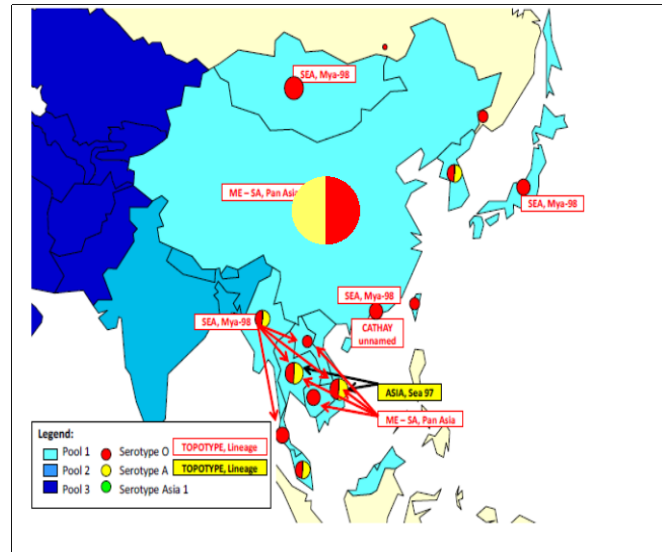 SEA, Mya-98
ME – SA, Pan Asia
SEA, Mya-98
SEA, Mya-98
SEA, Mya-98
CATHAY
unnamed
ASIA, Sea 97
ME – SA, Pan Asia
Legend:
Pool 1
Serotype O
TOPOTYPE, Lineage
Pool 2
Serotype A
TOPOTYPE, Lineage
Pool 3
Serotype Asia 1